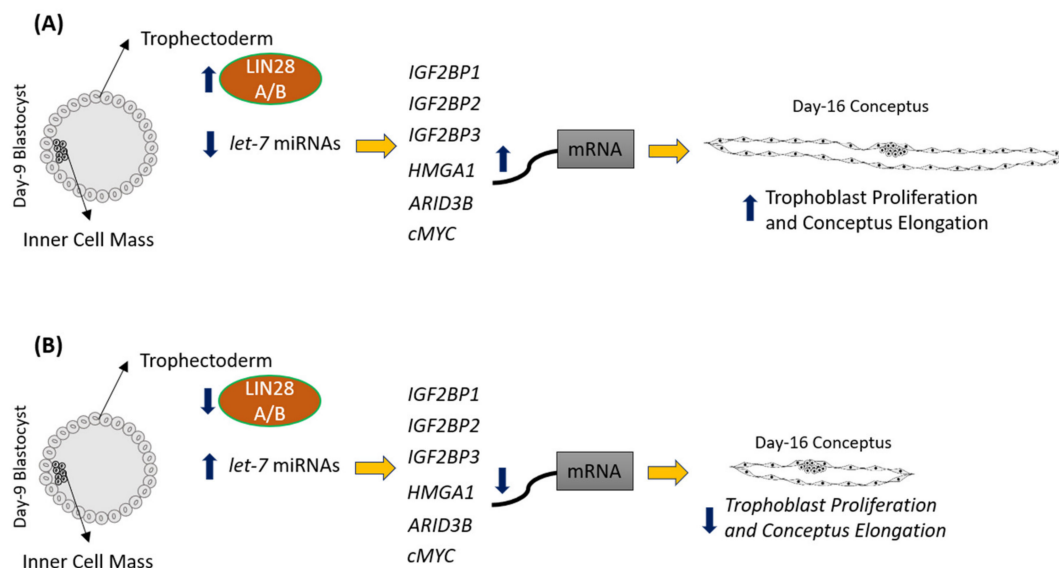 (A)
Trophectoderm
Day-9 Blastocyst
LIN28
A/B
let-7 miRNAs
Inner Cell Mass
IGF2BP1
IGF2BP2
IGF2BP3
HMGA1
ARID3B
cMYC
mRNA
Day-16 Conceptus
Trophoblast Proliferation
and Conceptus Elongation
(B)
Trophectoderm
Day-9 Blastocyst
LIN28
A/B
let-7 miRNAs
Inner Cell Mass
IGF2BP1
IGF2BP2
IGF2BP3
HMGA1
ARID3B
cMYC
mRNA
Day-16 Conceptus
Trophoblast Proliferation
and Conceptus Elongation